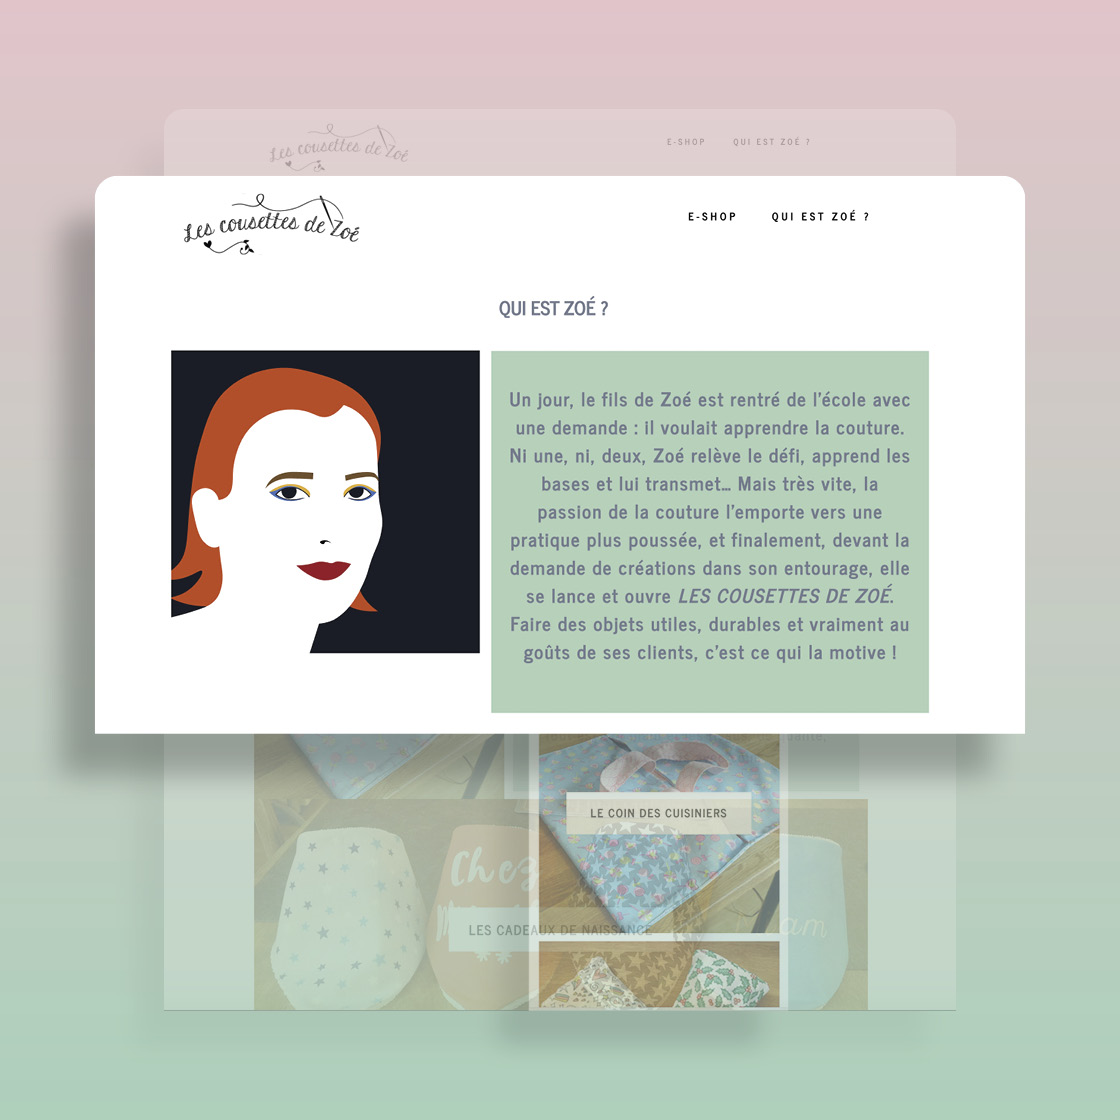 Les cousettes de Zoé
E-SHOP QUI EST ZOÉ ?
Les cousettes de Zoé
E-SHOP QUI EST ZOÉ ?
QUI EST ZOÉ ?
Un jour, le fils de Zoé est rentré de l'école avec
une demande : il voulait apprendre la couture.
Ni une, ni, deux, Zoé relève le défi, apprend les
bases et lui transmet… Mais très vite, la
passion de la couture l'emporte vers une
pratique plus poussée, et finalement, devant la
demande de créations dans son entourage, elle
se lance et ouvre LES COUSETTES DE ZOÉ.
Faire des objets utiles, durables et vraiment au
goûts de ses clients, c'est ce qui la motive !
LE COIN DES CUISINIERS
Chez
LES CADEAUX DE NAISSANCE